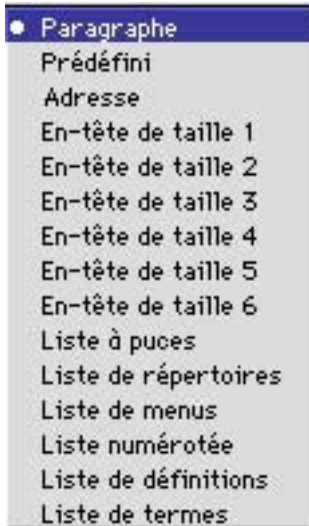 Paragraphe
Prédéfini
Adresse
En-tête de taille 1
En-tête de taille 2
En-tête de taille 3
En-tête de taille 4
En-tête de taille 5
En-tête de taille 6
Liste à puces
Liste de répertoires
Liste de menus
Liste numérotée
Liste de définitions
Liste de termes